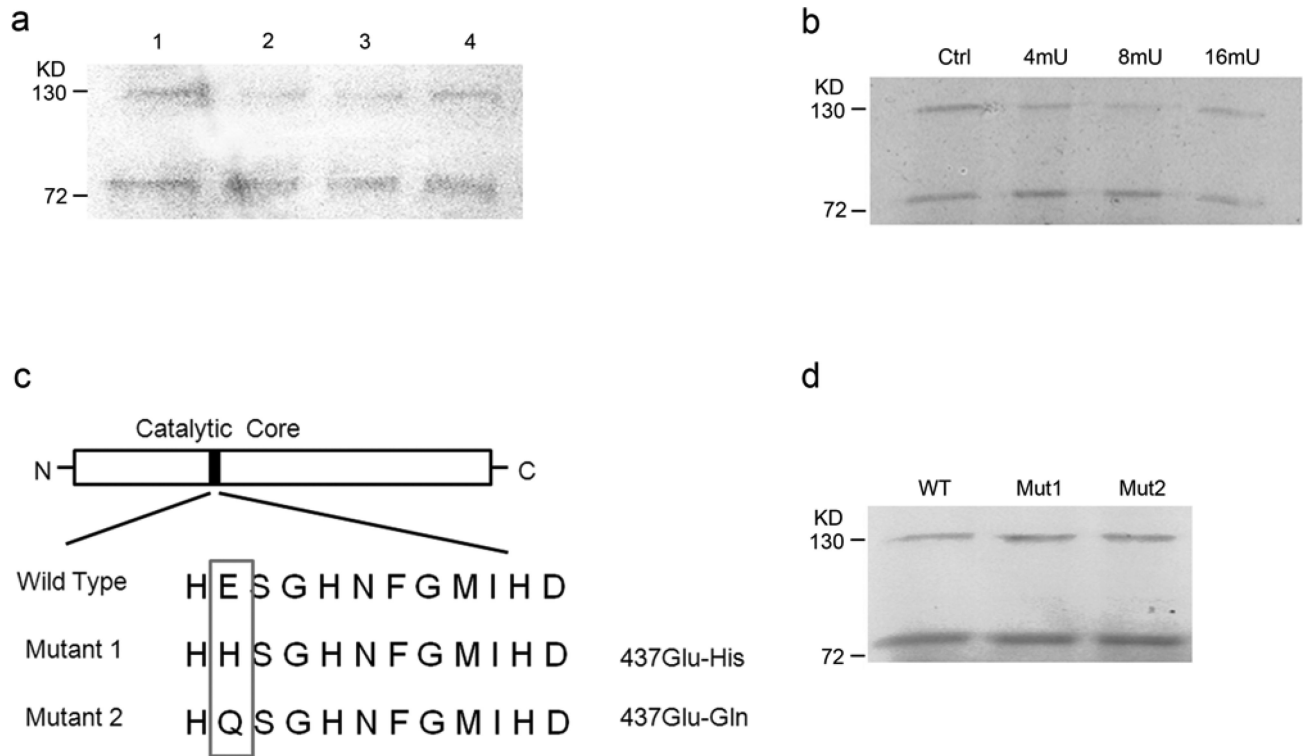 a
1 2 3 4
KD
130
72
b
Ctrl 4mU 8mU 16mU
KD
130
72
c
Catalytic Core
N C
Wild Type H E S G H N F G M I H D
Mutant 1 H H S G H N F G M I H D 437Glu-His
Mutant 2 H Q S G H N F G M I H D 437Glu-Gln
d
WT Mut1 Mut2
KD
130
72